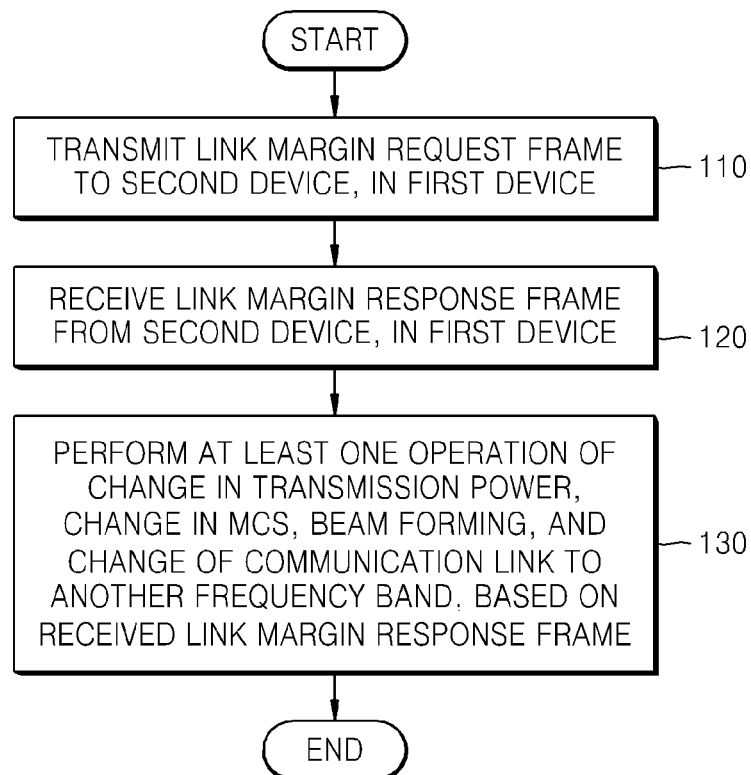 START
TRANSMIT LINK MARGIN REQUEST FRAME
TO SECOND DEVICE, IN FIRST DEVICE
110
RECEIVE LINK MARGIN RESPONSE FRAME
FROM SECOND DEVICE, IN FIRST DEVICE
120
PERFORM AT LEAST ONE OPERATION OF
CHANGE IN TRANSMISSION POWER,
CHANGE IN MCS, BEAM FORMING, AND
CHANGE OF COMMUNICATION LINK TO
ANOTHER FREQUENCY BAND, BASED ON
RECEIVED LINK MARGIN RESPONSE FRAME
130
END